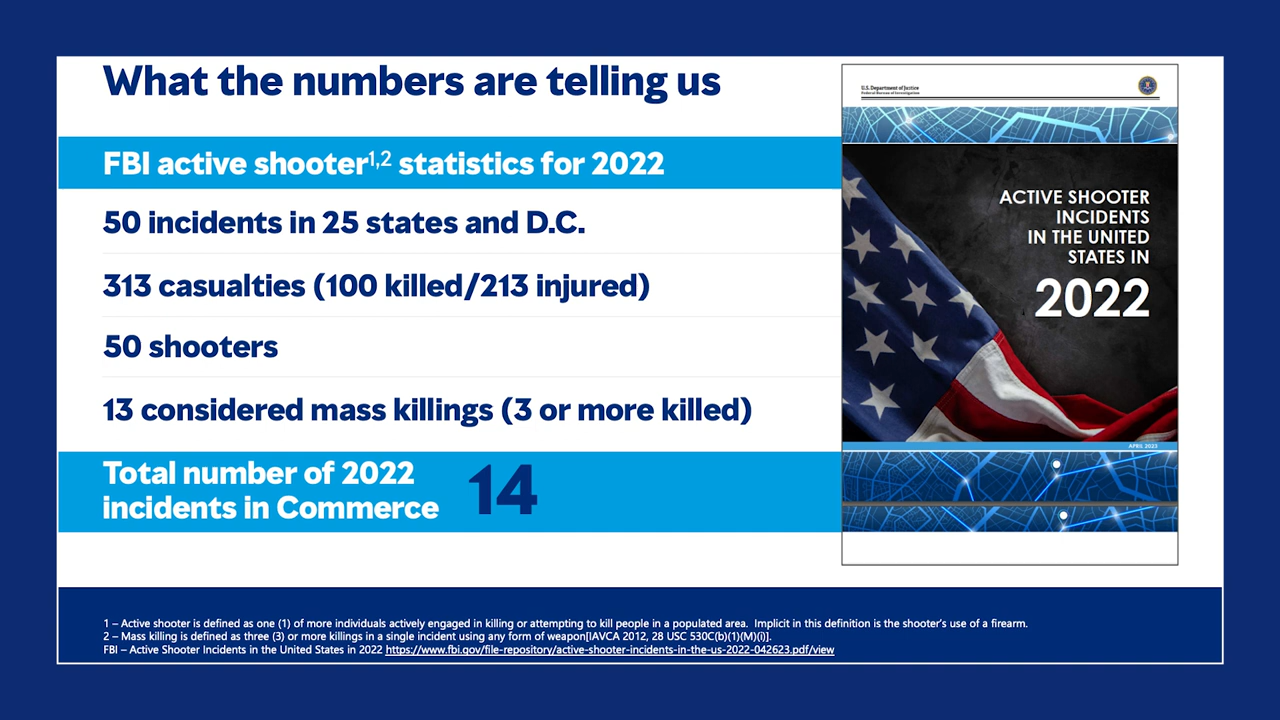 What the numbers are telling us
FBI active shooter1,2 statistics for 2022
50 incidents in 25 states and D.C.
313 casualties (100 killed/213 injured)
50 shooters
13 considered mass killings (3 or more killed)
Total number of 2022
incidents in Commerce
14
U.S. Department of Justice
Federal Bureau of Investigation
ACTIVE SHOOTER
INCIDENTS
IN THE UNITED
STATES IN
2022
APRIL 2023
1 – Active shooter is defined as one (1) of more individuals actively engaged in killing or attempting to kill people in a populated area.  Implicit in this definition is the shooter's use of a firearm.
2 – Mass killing is defined as three (3) or more killings in a single incident using any form of weapon[IAVCA 2012, 28 USC 530C(b)(1)(M)(i)].
FBI – Active Shooter Incidents in the United States in 2022 https://www.fbi.gov/file-repository/active-shooter-incidents-in-the-us-2022-042623.pdf/view